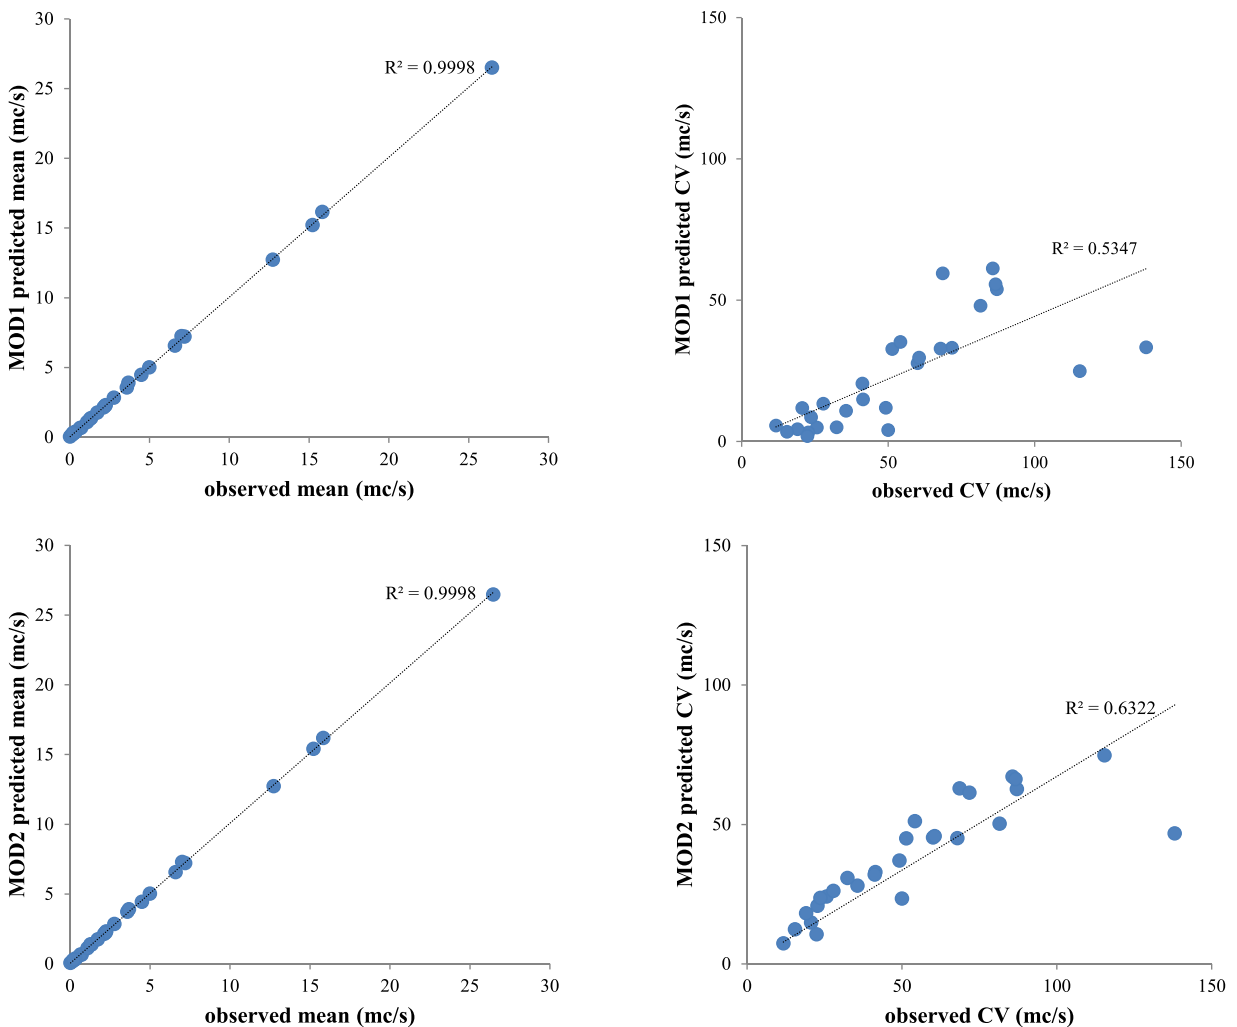 30
25
20
15
10
5
0
MOD1 predicted mean (mc/s)
R² = 0.9998
0 5 10 15 20 25 30
observed mean (mc/s)
150
100
50
0
MOD1 predicted CV (mc/s)
R² = 0.5347
0 50 100 150
observed CV (mc/s)
30
25
20
15
10
5
0
MOD2 predicted mean (mc/s)
R² = 0.9998
0 5 10 15 20 25 30
observed mean (mc/s)
150
100
50
0
MOD2 predicted CV (mc/s)
R² = 0.6322
0 50 100 150
observed CV (mc/s)